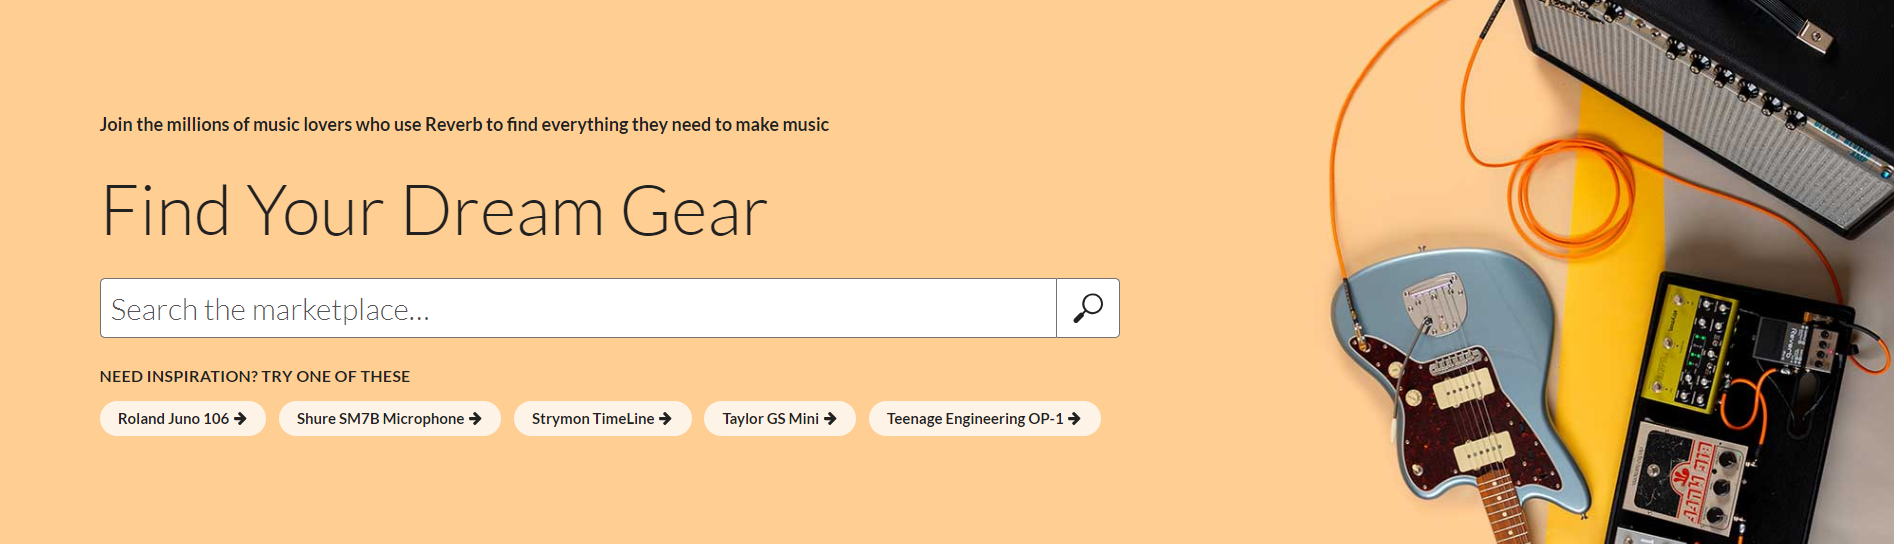 Join the millions of music lovers who use Reverb to find everything they need to make music
Find Your Dream Gear
Search the marketplace...
NEED INSPIRATION? TRY ONE OF THESE
Roland Juno 106 →
Shure SM7B Microphone →
Strymon TimeLine →
Taylor GS Mini →
Teenage Engineering OP-1 →
Reverb